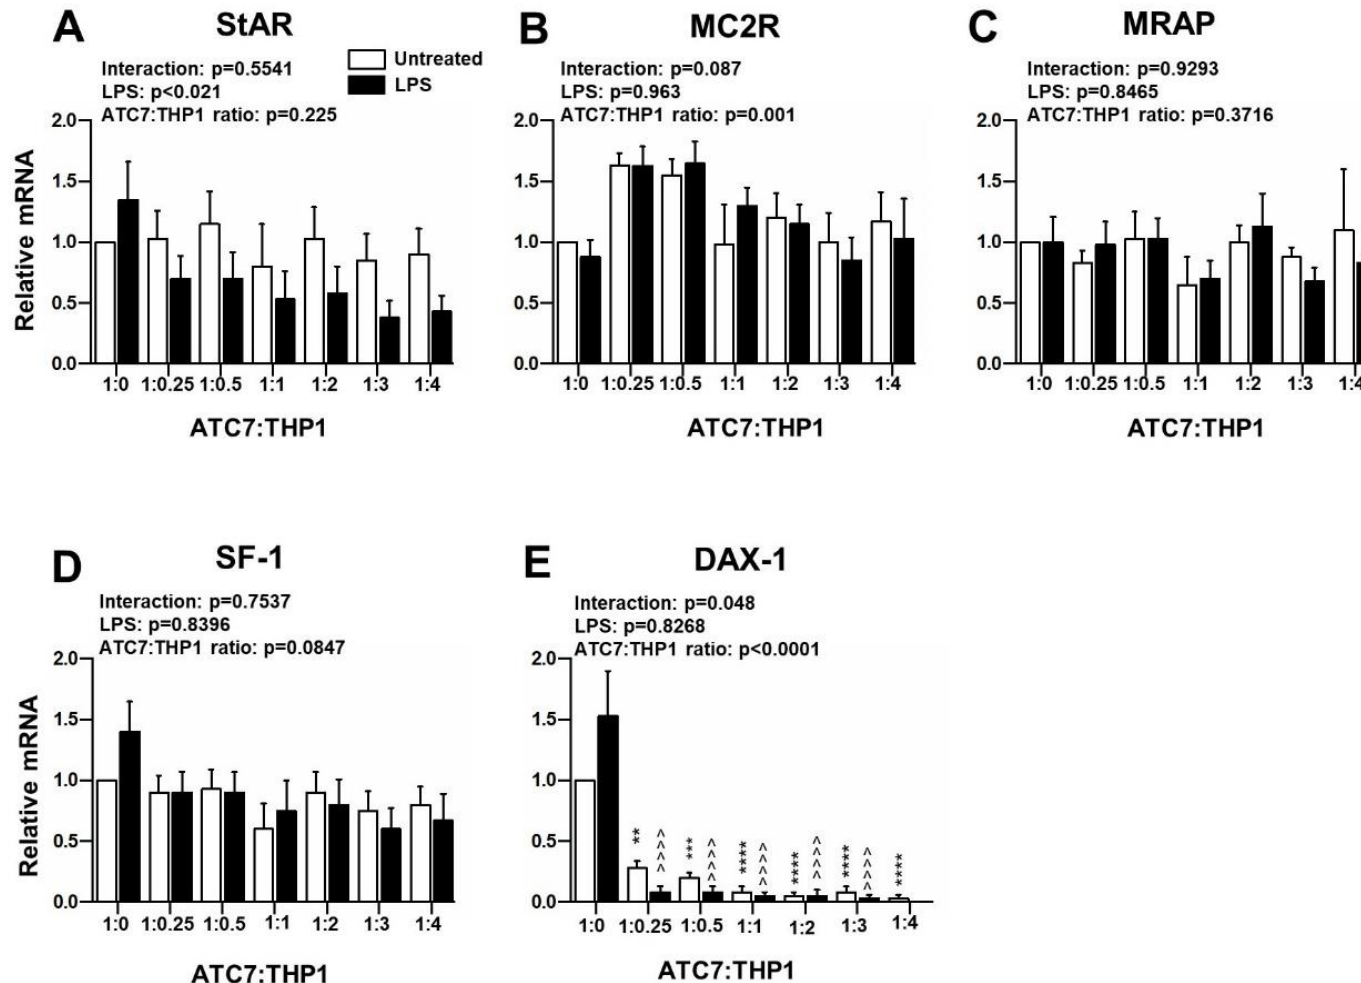 A
StAR
Interaction: p=0.5541
LPS: p<0.021
ATC7:THP1 ratio: p=0.225
Untreated
LPS
Relative mRNA
2.0
1.5
1.0
0.5
0.0
1:0 1:0.25 1:0.5 1:1 1:2 1:3 1:4
ATC7:THP1
B
MC2R
Interaction: p=0.087
LPS: p=0.963
ATC7:THP1 ratio: p=0.001
2.0
1.5
1.0
0.5
0.0
1:0 1:0.25 1:0.5 1:1 1:2 1:3 1:4
ATC7:THP1
C
MRAP
Interaction: p=0.9293
LPS: p=0.8465
ATC7:THP1 ratio: p=0.3716
2.0
1.5
1.0
0.5
0.0
1:0 1:0.25 1:0.5 1:1 1:2 1:3 1:4
ATC7:THP1
D
SF-1
Interaction: p=0.7537
LPS: p=0.8396
ATC7:THP1 ratio: p=0.0847
Relative mRNA
2.0
1.5
1.0
0.5
0.0
1:0 1:0.25 1:0.5 1:1 1:2 1:3 1:4
ATC7:THP1
E
DAX-1
Interaction: p=0.048
LPS: p=0.8268
ATC7:THP1 ratio: p<0.0001
2.0
1.5
1.0
0.5
0.0
** ^^^^ *** ^^^^ **** ^^^^ **** ^^^^ **** ^^^^ ****
1:0 1:0.25 1:0.5 1:1 1:2 1:3 1:4
ATC7:THP1